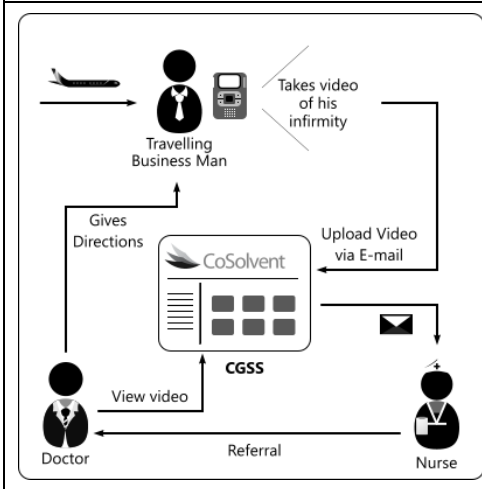 Takes video
of his
infirmity
Travelling
Business Man
Gives
Directions
Upload Video
via E-mail
CoSolvent
CGSS
View video
Doctor
Referral
Nurse